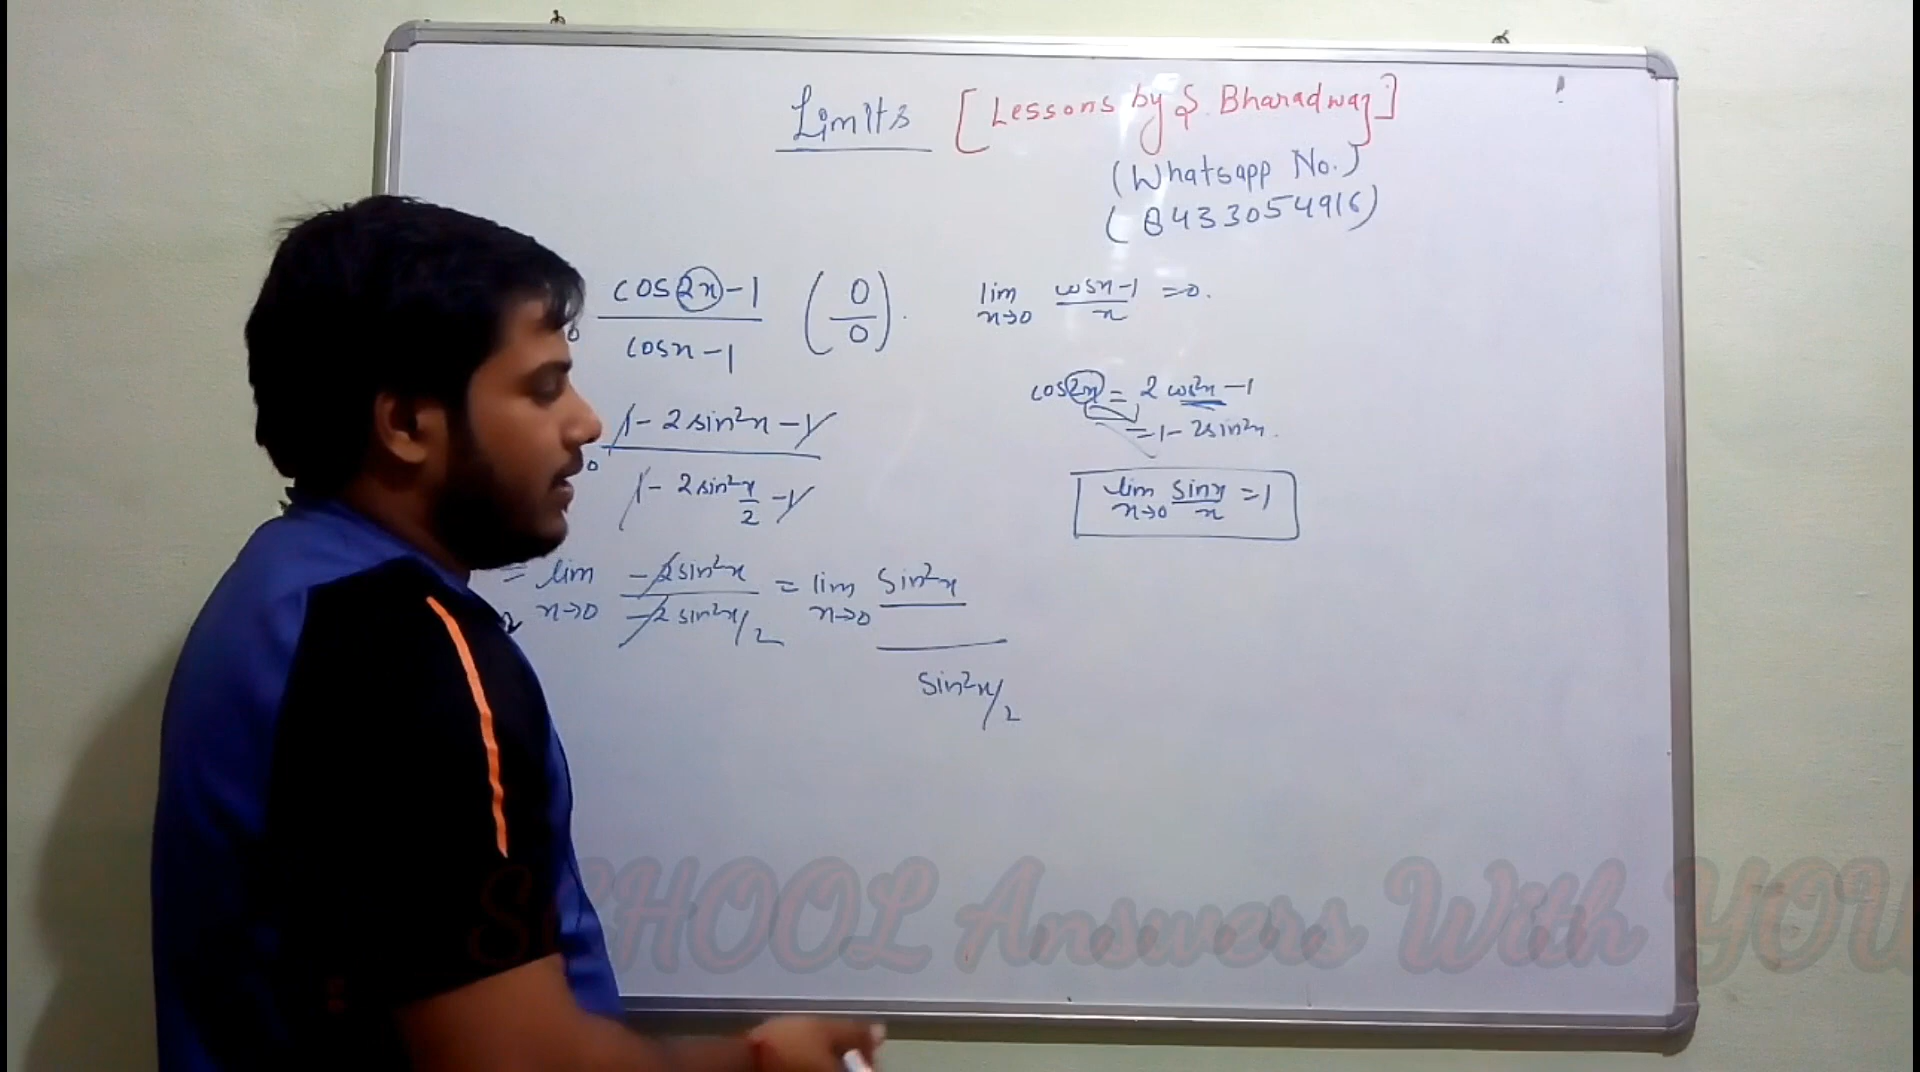 Limits [Lessons by S. Bharadwaj]
(Whatsapp No.)
(8433054916)
cos2x-1 / cosx-1 (0/0). lim x→0 cosx-1 / x =0.
cos2x = 2cos²x-1
=1-2sin²x.
1-2sin²x-1 / 1-2sin²x/2-1
lim x→0 sinx/x =1
= lim x→0 -2sin²x / -2sin²x/2 = lim x→0 sin²x / sin²x/2
SCHOOL Answers With YOU